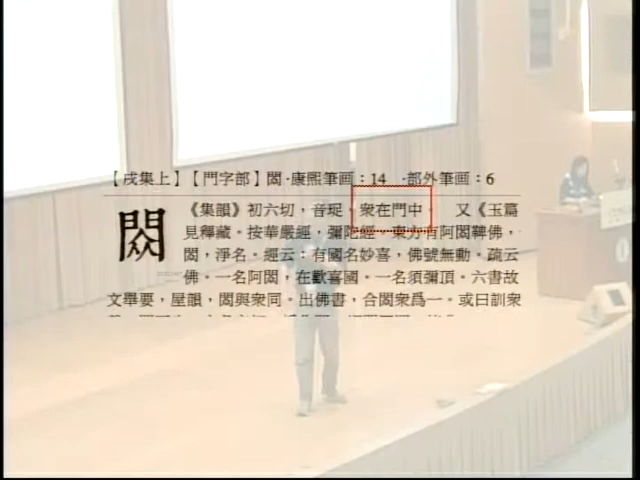 【戌集上】【門字部】閦·康熙筆画：14 ·部外筆画：6
閦
《集韻》初六切，音珿，衆在門中。 又《玉篇
見釋藏。按華嚴經，彌陀經，東方有阿閦鞞佛，
閦，淨名。經云：有國名妙喜，佛號無動。疏云
佛。一名阿閦，在歡喜國。一名須彌頂。六書故
文舉要，屋韻，閦與衆同。出佛書，合閦衆爲一。或曰訓衆